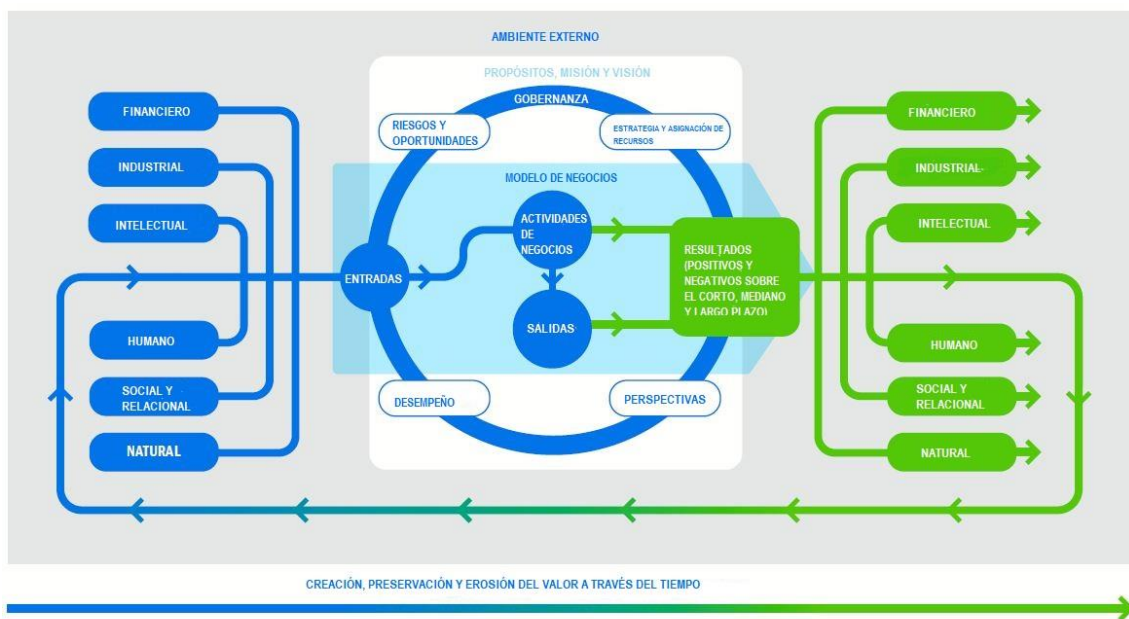 AMBIENTE EXTERNO
PROPÓSITOS, MISIÓN Y VISIÓN
GOBERNANZA
FINANCIERO
INDUSTRIAL
INTELECTUAL
HUMANO
SOCIAL Y
RELACIONAL
NATURAL
RIESGOS Y
OPORTUNIDADES
ESTRATEGIA Y ASIGNACIÓN DE
RECURSOS
MODELO DE NEGOCIOS
ENTRADAS
ACTIVIDADES
DE
NEGOCIOS
SALIDAS
RESULTADOS
(POSITIVOS Y
NEGATIVOS SOBRE
EL CORTO, MEDIANO
Y LARGO PLAZO)
DESEMPEÑO
PERSPECTIVAS
FINANCIERO
INDUSTRIAL
INTELECTUAL
HUMANO
SOCIAL Y
RELACIONAL
NATURAL
CREACIÓN, PRESERVACIÓN Y EROSIÓN DEL VALOR A TRAVÉS DEL TIEMPO